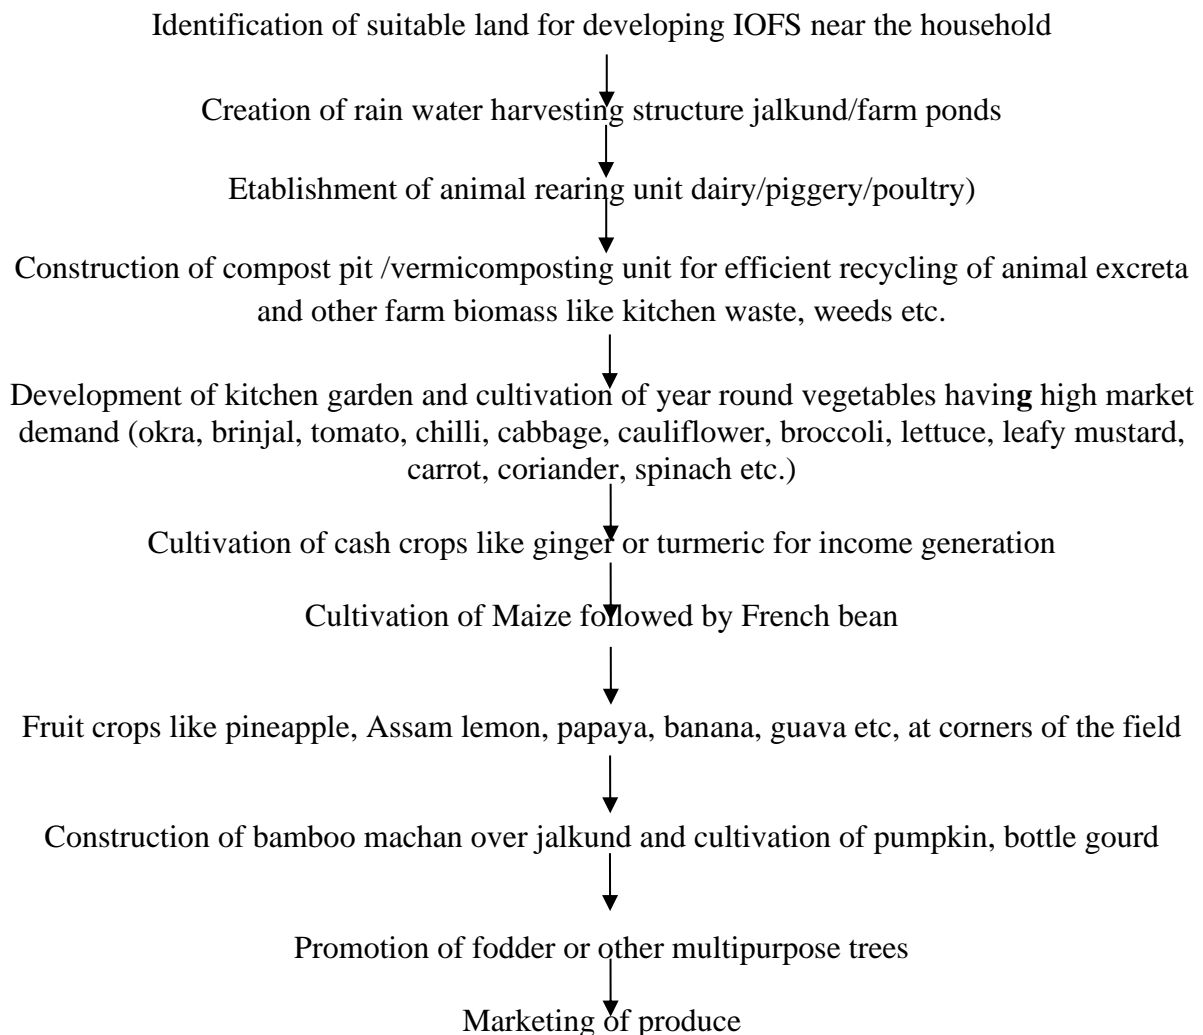 Identification of suitable land for developing IOFS near the household
Creation of rain water harvesting structure jalkund/farm ponds
Etablishment of animal rearing unit dairy/piggery/poultry)
Construction of compost pit /vermicomposting unit for efficient recycling of animal excreta
and other farm biomass like kitchen waste, weeds etc.
Development of kitchen garden and cultivation of year round vegetables having high market
demand (okra, brinjal, tomato, chilli, cabbage, cauliflower, broccoli, lettuce, leafy mustard,
carrot, coriander, spinach etc.)
Cultivation of cash crops like ginger or turmeric for income generation
Cultivation of Maize followed by French bean
Fruit crops like pineapple, Assam lemon, papaya, banana, guava etc, at corners of the field
Construction of bamboo machan over jalkund and cultivation of pumpkin, bottle gourd
Promotion of fodder or other multipurpose trees
Marketing of produce